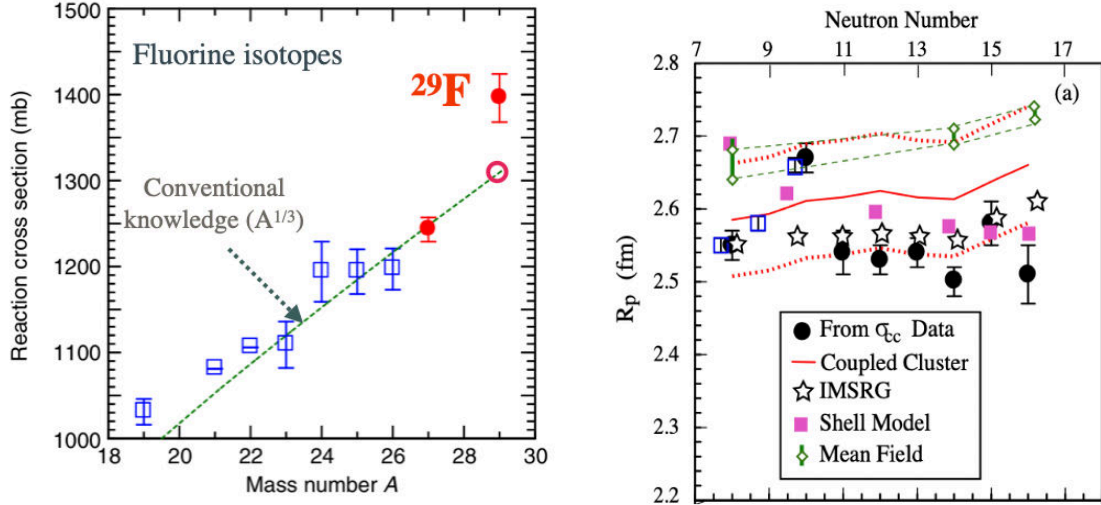 1500
1400
1300
1200
1100
1000
Reaction cross section (mb)
Fluorine isotopes
²⁹F
Conventional
knowledge (A^1/3)
18 20 22 24 26 28 30
Mass number A
Neutron Number
7 9 11 13 15 17
2.8
2.7
2.6
2.5
2.4
2.3
2.2
R_p (fm)
(a)
From σ_cc Data
Coupled Cluster
IMSRG
Shell Model
Mean Field